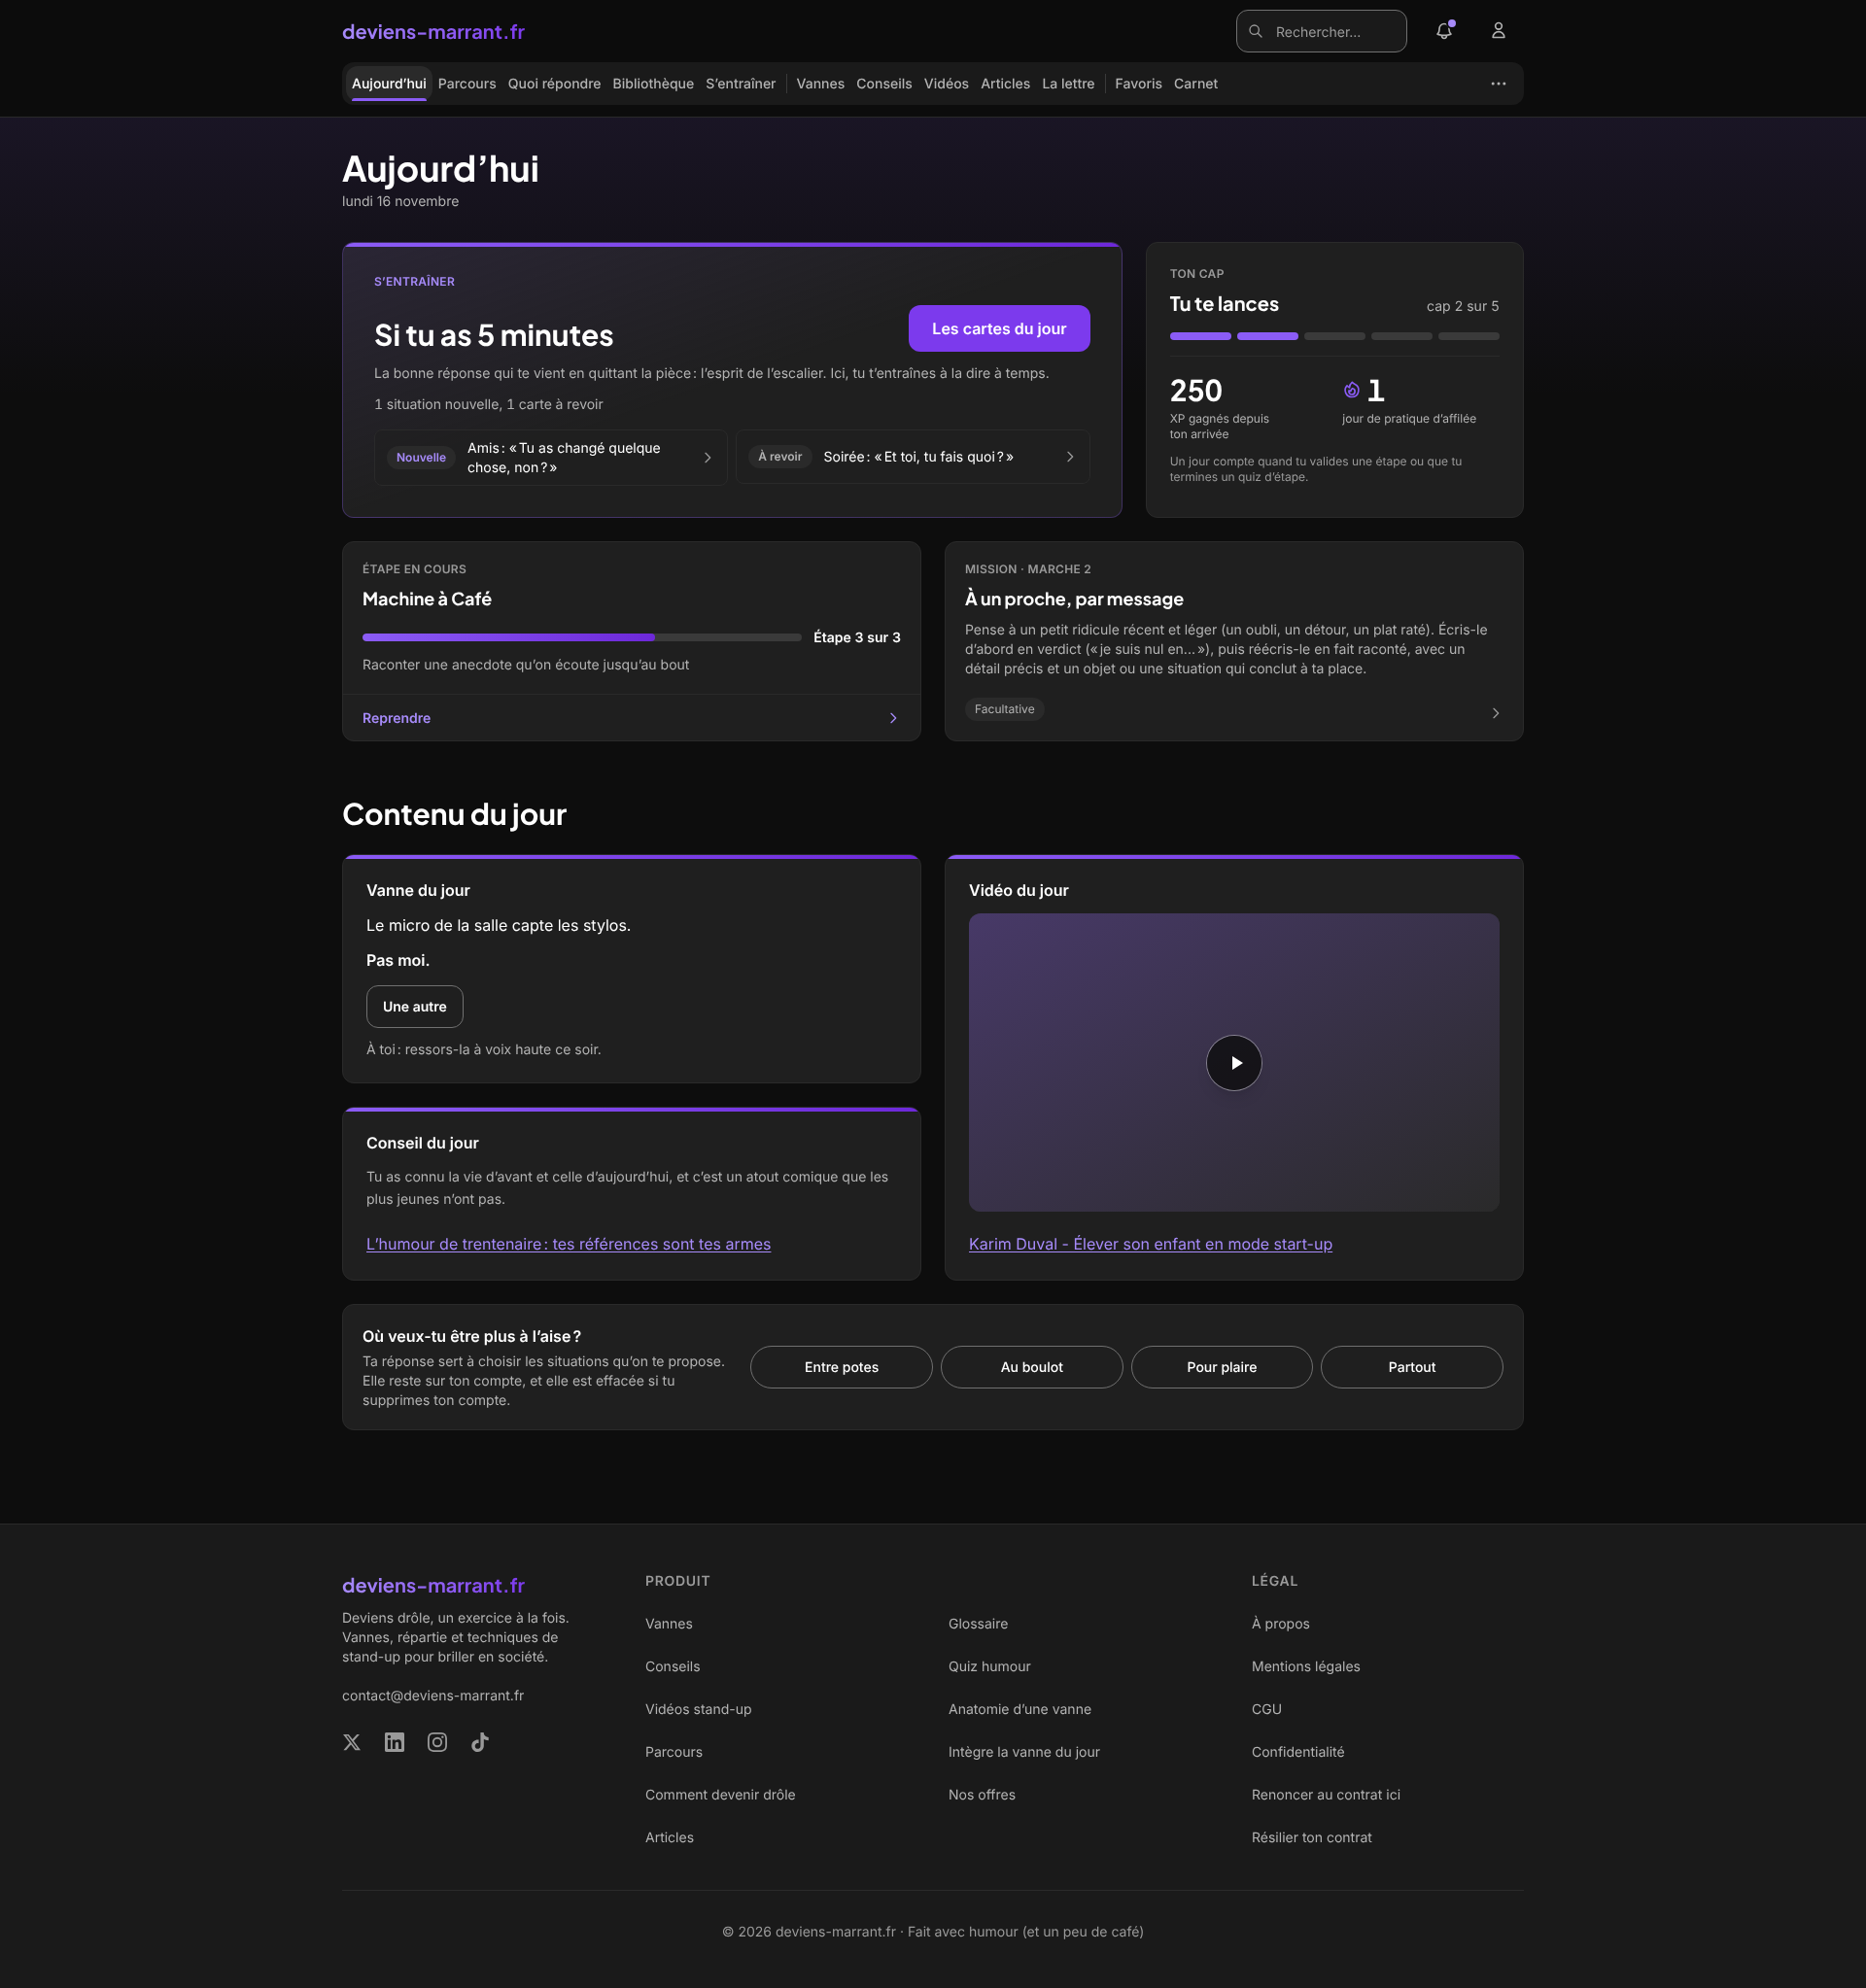 deviens-marrant.fr
Rechercher...
Aujourd’hui
Parcours
Quoi répondre
Bibliothèque
S’entraîner
Vannes
Conseils
Vidéos
Articles
La lettre
Favoris
Carnet
Aujourd’hui
lundi 16 novembre
S’ENTRAÎNER
Si tu as 5 minutes
Les cartes du jour
La bonne réponse qui te vient en quittant la pièce : l’esprit de l’escalier. Ici, tu t’entraînes à la dire à temps.
1 situation nouvelle, 1 carte à revoir
Nouvelle
Amis : « Tu as changé quelque
chose, non ? »
À revoir
Soirée : « Et toi, tu fais quoi ? »
TON CAP
Tu te lances
cap 2 sur 5
250
XP gagnés depuis
ton arrivée
1
jour de pratique d’affilée
Un jour compte quand tu valides une étape ou que tu
termines un quiz d’étape.
ÉTAPE EN COURS
Machine à Café
Étape 3 sur 3
Raconter une anecdote qu’on écoute jusqu’au bout
Reprendre
MISSION · MARCHE 2
À un proche, par message
Pense à un petit ridicule récent et léger (un oubli, un détour, un plat raté). Écris-le
d’abord en verdict (« je suis nul en… »), puis réécris-le en fait raconté, avec un
détail précis et un objet ou une situation qui conclut à ta place.
Facultative
Contenu du jour
Vanne du jour
Le micro de la salle capte les stylos.
Pas moi.
Une autre
À toi : ressors-la à voix haute ce soir.
Conseil du jour
Tu as connu la vie d’avant et celle d’aujourd’hui, et c’est un atout comique que les
plus jeunes n’ont pas.
L’humour de trentenaire : tes références sont tes armes
Vidéo du jour
Karim Duval - Élever son enfant en mode start-up
Où veux-tu être plus à l’aise ?
Ta réponse sert à choisir les situations qu’on te propose.
Elle reste sur ton compte, et elle est effacée si tu
supprimes ton compte.
Entre potes
Au boulot
Pour plaire
Partout
deviens-marrant.fr
Deviens drôle, un exercice à la fois.
Vannes, répartie et techniques de
stand-up pour briller en société.
contact@deviens-marrant.fr
PRODUIT
Vannes
Conseils
Vidéos stand-up
Parcours
Comment devenir drôle
Articles
Glossaire
Quiz humour
Anatomie d’une vanne
Intègre la vanne du jour
Nos offres
LÉGAL
À propos
Mentions légales
CGU
Confidentialité
Renoncer au contrat ici
Résilier ton contrat
© 2026 deviens-marrant.fr · Fait avec humour (et un peu de café)